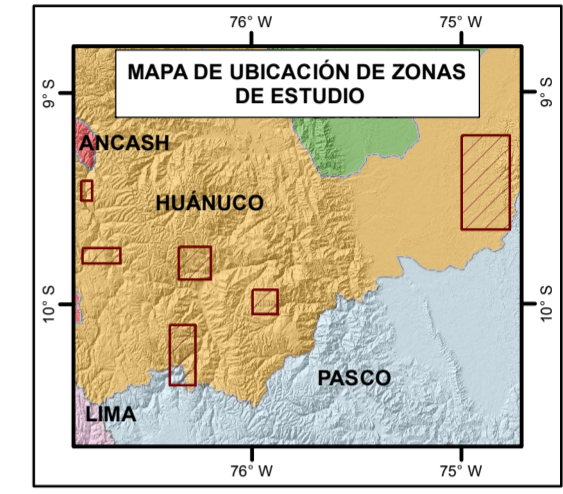 76° W
75° W
MAPA DE UBICACIÓN DE ZONAS
DE ESTUDIO
9° S
9° S
ANCASH
HUÁNUCO
10° S
10° S
PASCO
LIMA
76° W
75° W